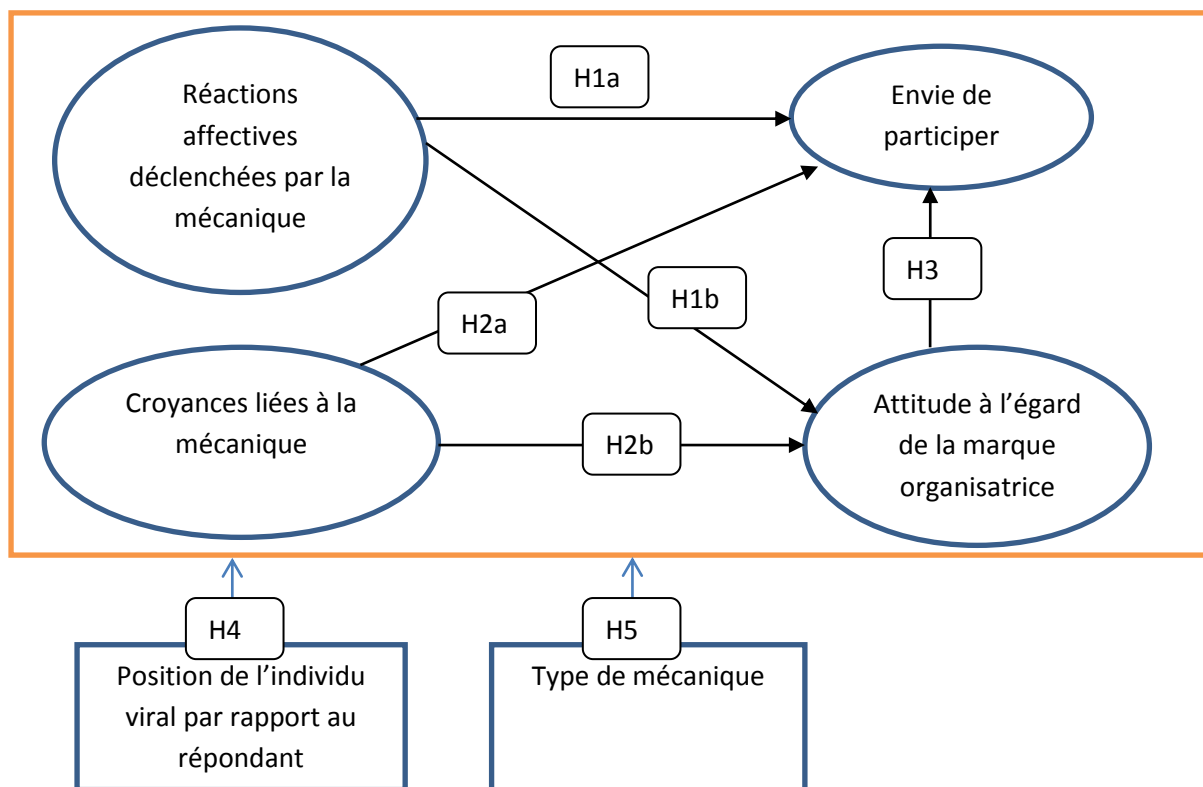 Réactions
affectives
déclenchées par la
mécanique
H1a
Envie de
participer
H2a
H1b
H3
Croyances liées à la
mécanique
H2b
Attitude à l’égard
de la marque
organisatrice
H4
Position de l’individu
viral par rapport au
répondant
H5
Type de mécanique